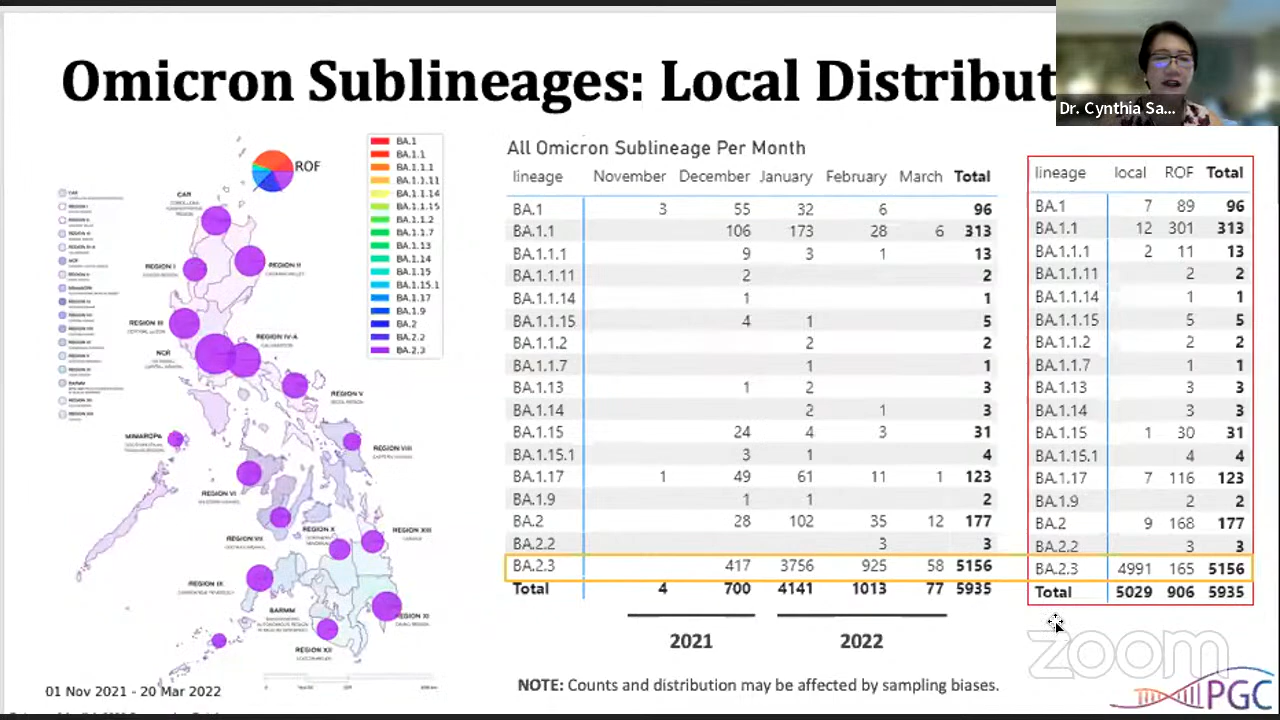 Omicron Sublineages: Local Distribut
Dr. Cynthia Sa...
ROF
BA.1
BA.1.1
BA.1.1.1
BA.1.1.11
BA.1.1.14
BA.1.1.15
BA.1.1.2
BA.1.1.7
BA.1.13
BA.1.14
BA.1.15
BA.1.15.1
BA.1.17
BA.1.9
BA.2
BA.2.2
BA.2.3
CAR
REGION I
REGION II
REGION III
REGION IV-A
NCR
REGION V
MIMAROPA
REGION VIII
REGION VI
REGION VII
REGION X
REGION XIII
REGION IX
BARMM
REGION XI
REGION XII
01 Nov 2021 - 20 Mar 2022
All Omicron Sublineage Per Month
lineage November December January February March Total
BA.1 3 55 32 96
BA.1.1 106 173 28 6 313
BA.1.1.1 9 3 1 13
BA.1.1.11 2 2
BA.1.1.14 1 1
BA.1.1.15 4 1 5
BA.1.1.2 2 2
BA.1.1.7 1 1
BA.1.13 1 2 3
BA.1.14 2 1 3
BA.1.15 24 4 3 31
BA.1.15.1 3 1 4
BA.1.17 1 49 61 11 1 123
BA.1.9 1 1 2
BA.2 28 102 35 12 177
BA.2.2 3 3
BA.2.3 417 3756 925 58 5156
Total 4 700 4141 1013 77 5935
2021 2022
NOTE: Counts and distribution may be affected by sampling biases.
lineage local ROF Total
BA.1 7 89 96
BA.1.1 12 301 313
BA.1.1.1 2 11 13
BA.1.1.11 2 2
BA.1.1.14 1 1
BA.1.1.15 5 5
BA.1.1.2 2 2
BA.1.1.7 1 1
BA.1.13 3 3
BA.1.14 3 3
BA.1.15 1 30 31
BA.1.15.1 4 4
BA.1.17 7 116 123
BA.1.9 2 2
BA.2 9 168 177
BA.2.2 3 3
BA.2.3 4991 165 5156
Total 5029 906 5935
zoom
PGC